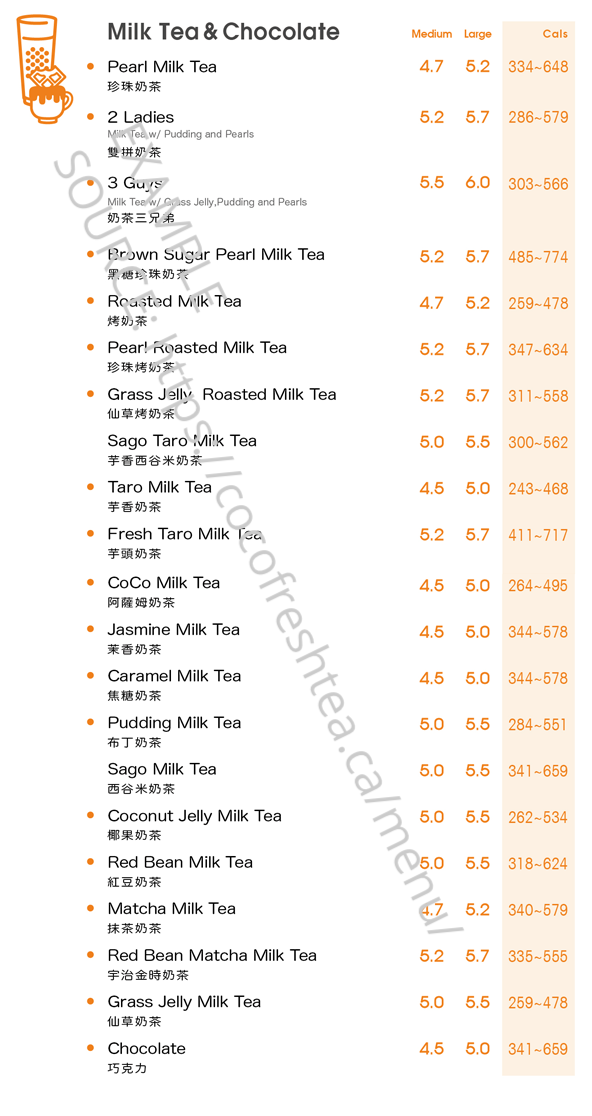 Milk Tea & Chocolate Medium Large Cals
Pearl Milk Tea 4.7 5.2 334~648
珍珠奶茶
2 Ladies 5.2 5.7 286~579
Milk Tea w/ Pudding and Pearls
雙拼奶茶
3 Guys 5.5 6.0 303~566
Milk Tea w/ Grass Jelly,Pudding and Pearls
奶茶三兄弟
Brown Sugar Pearl Milk Tea 5.2 5.7 485~774
黑糖珍珠奶茶
Roasted Milk Tea 4.7 5.2 259~478
烤奶茶
Pearl Roasted Milk Tea 5.2 5.7 347~634
珍珠烤奶茶
Grass Jelly Roasted Milk Tea 5.2 5.7 311~558
仙草烤奶茶
Sago Taro Milk Tea 5.0 5.5 300~562
芋香西谷米奶茶
Taro Milk Tea 4.5 5.0 243~468
芋香奶茶
Fresh Taro Milk Tea 5.2 5.7 411~717
芋頭奶茶
CoCo Milk Tea 4.5 5.0 264~495
阿薩姆奶茶
Jasmine Milk Tea 4.5 5.0 344~578
茉香奶茶
Caramel Milk Tea 4.5 5.0 344~578
焦糖奶茶
Pudding Milk Tea 5.0 5.5 284~551
布丁奶茶
Sago Milk Tea 5.0 5.5 341~659
西谷米奶茶
Coconut Jelly Milk Tea 5.0 5.5 262~534
椰果奶茶
Red Bean Milk Tea 5.0 5.5 318~624
紅豆奶茶
Matcha Milk Tea 4.7 5.2 340~579
抹茶奶茶
Red Bean Matcha Milk Tea 5.2 5.7 335~555
宇治金時奶茶
Grass Jelly Milk Tea 5.0 5.5 259~478
仙草奶茶
Chocolate 4.5 5.0 341~659
巧克力
EXAMPLE
SOURCE: https://cocofreshtea.ca/menu/